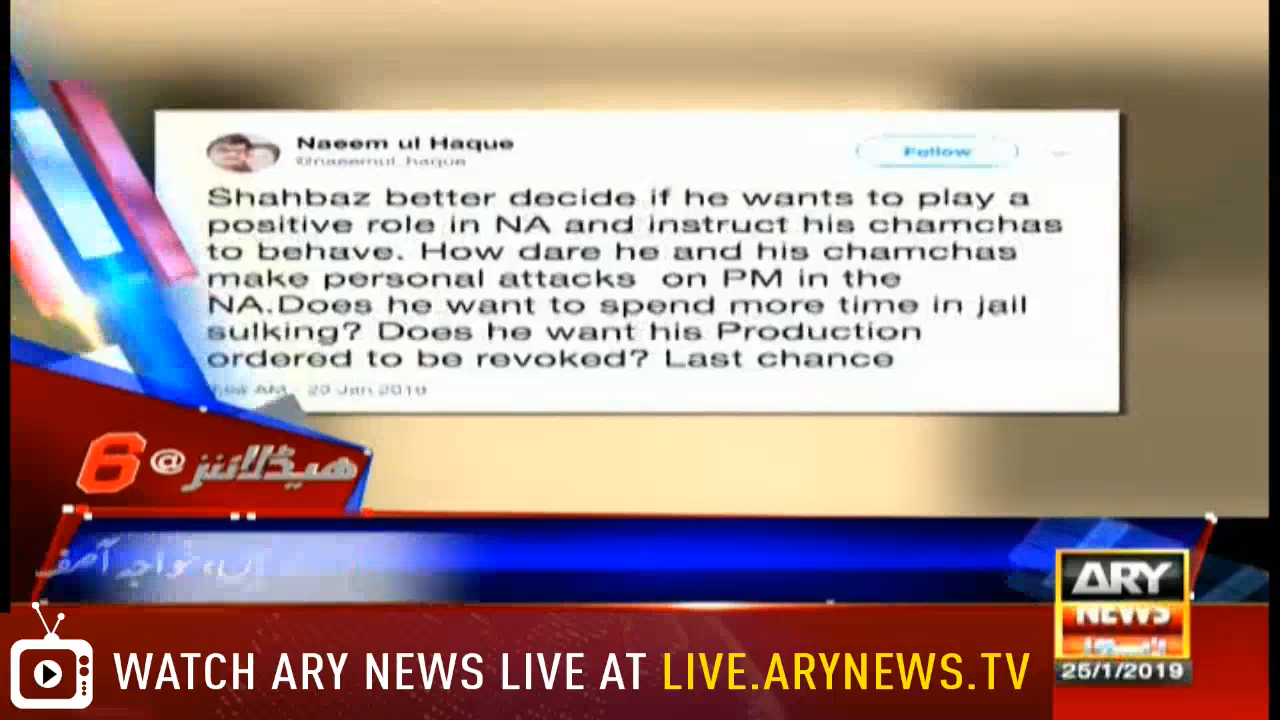 Naeem ul Haque
@naeemul_haque
Follow
Shahbaz better decide if he wants to play a
positive role in NA and instruct his chamchas
to behave. How dare he and his chamchas
make personal attacks on PM in the
NA.Does he want to spend more time in jail
sulking? Does he want his Production
ordered to be revoked? Last chance
AM Jan 2019
6@ہیڈلائنز
خواجہ آصف
ARY
NEWS
25/1/2019
WATCH ARY NEWS LIVE AT LIVE.ARYNEWS.TV